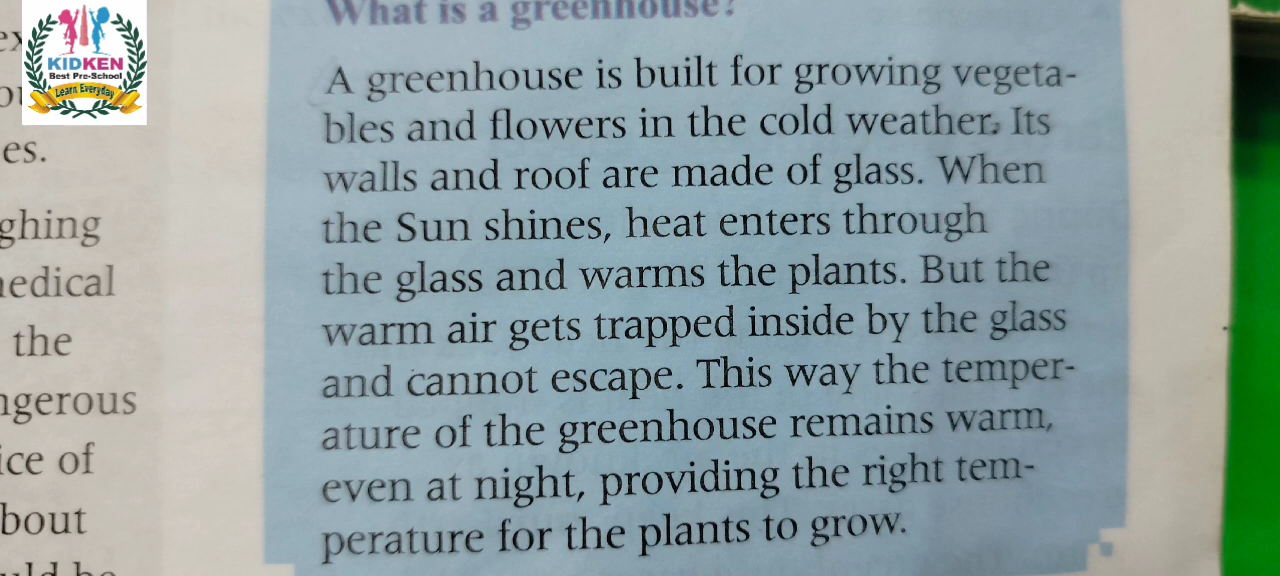 KIDKEN
Best Pre-School
Learn Everyday
es.
ghing
the
ice of
What is a greenhouse?
A greenhouse is built for growing vegeta-
bles and flowers in the cold weather. Its
walls and roof are made of glass. When
the Sun shines, heat enters through
the glass and warms the plants. But the
warm air gets trapped inside by the glass
and cannot escape. This way the temper-
ature of the greenhouse remains warm,
even at night, providing the right tem-
perature for the plants to grow.